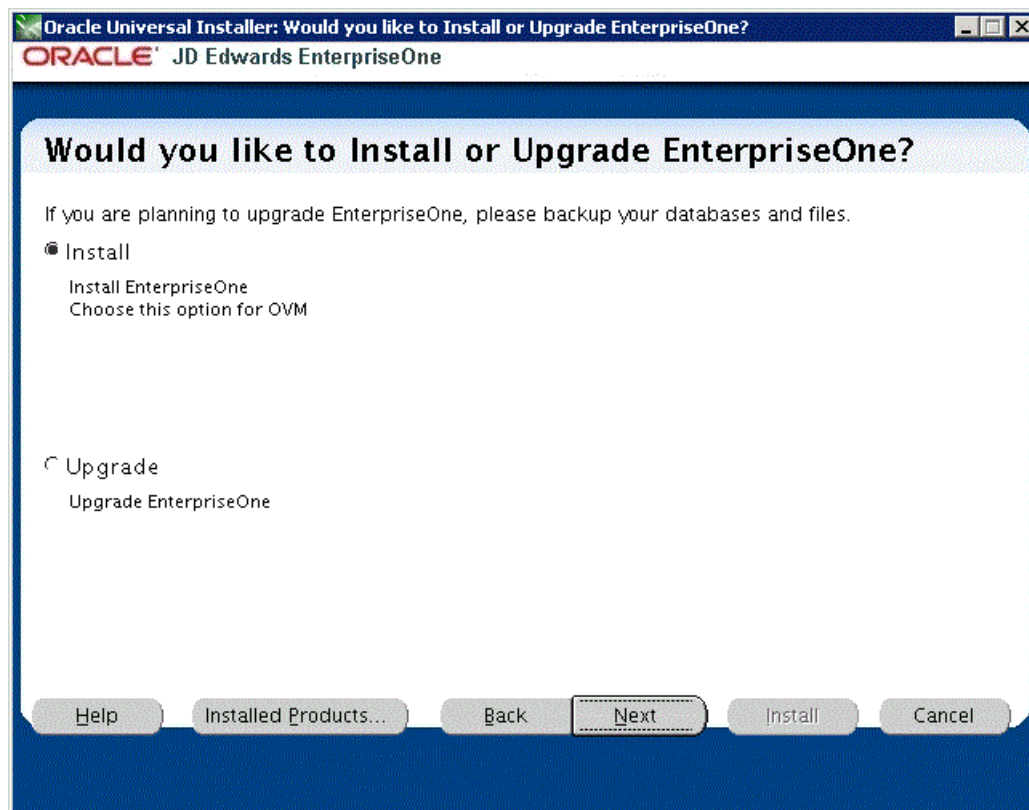 Oracle Universal Installer: Would you like to Install or Upgrade EnterpriseOne?
ORACLE JD Edwards EnterpriseOne
Would you like to Install or Upgrade EnterpriseOne?
If you are planning to upgrade EnterpriseOne, please backup your databases and files.
Install
Install EnterpriseOne
Choose this option for OVM
Upgrade
Upgrade EnterpriseOne
Help Installed Products... Back Next Install Cancel